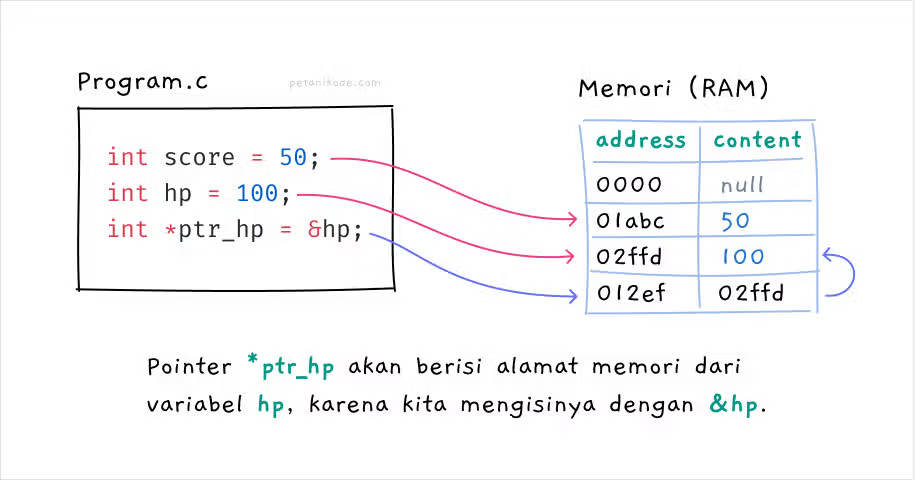 Program.c
petanikode.com
int score = 50;
int hp = 100;
int *ptr_hp = &hp;
Memori (RAM)
address content
0000 null
01abc 50
02ffd 100
012ef 02ffd
Pointer *ptr_hp akan berisi alamat memori dari
variabel hp, karena kita mengisinya dengan &hp.